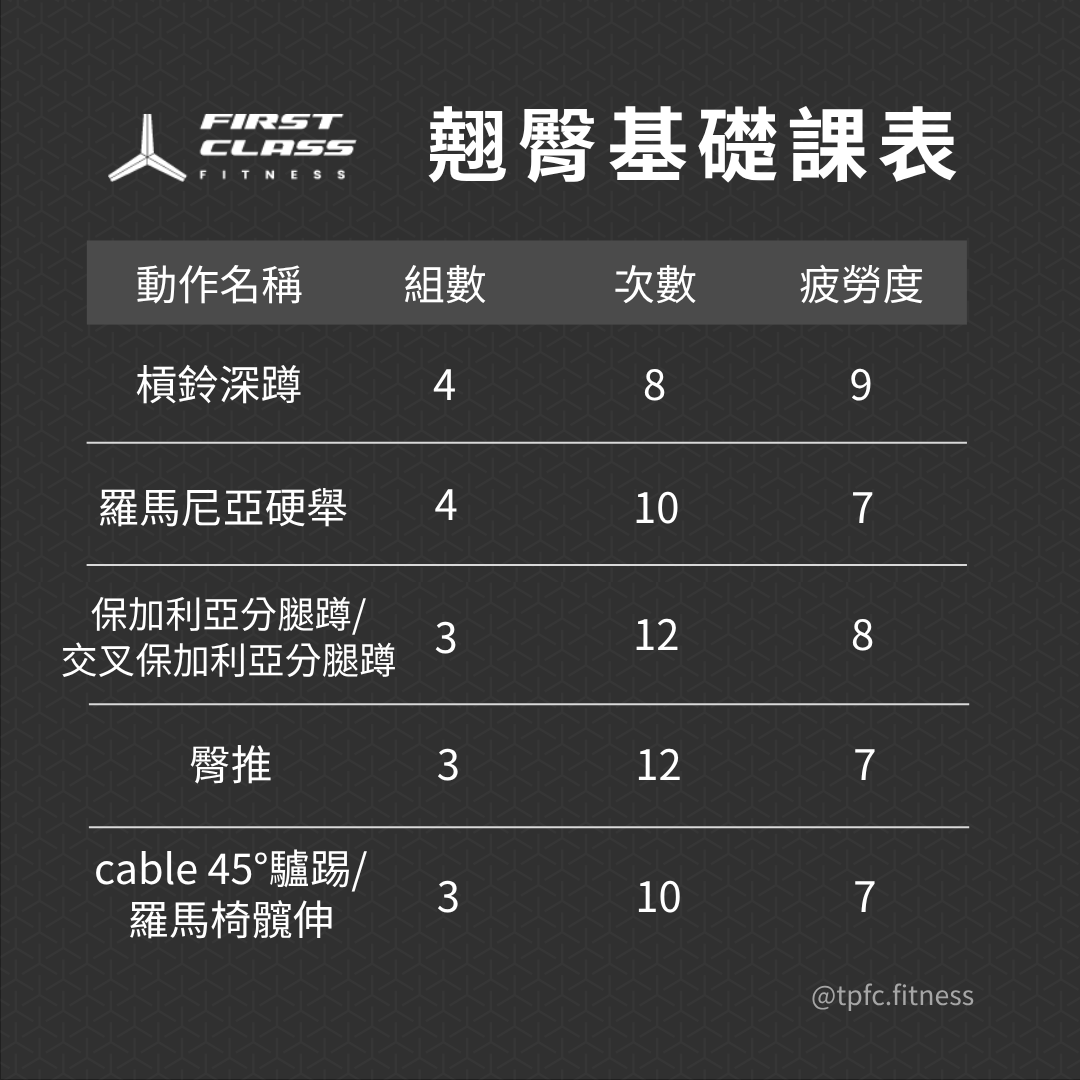 FIRST
CLASS
FITNESS
翹臀基礎課表
動作名稱 組數 次數 疲勞度
槓鈴深蹲 4 8 9
羅馬尼亞硬舉 4 10 7
保加利亞分腿蹲/
交叉保加利亞分腿蹲 3 12 8
臀推 3 12 7
cable 45°驢踢/
羅馬椅髖伸 3 10 7
@tpfc.fitness